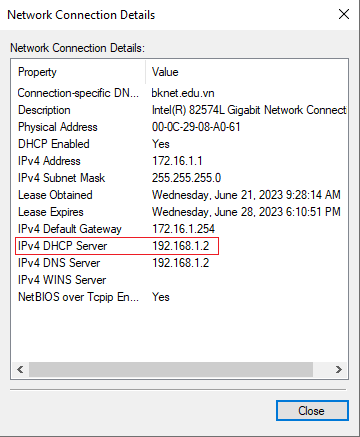 Network Connection Details
Network Connection Details:
Property Value
Connection-specific DN... bknet.edu.vn
Description Intel(R) 82574L Gigabit Network Connecti
Physical Address 00-0C-29-08-A0-61
DHCP Enabled Yes
IPv4 Address 172.16.1.1
IPv4 Subnet Mask 255.255.255.0
Lease Obtained Wednesday, June 21, 2023 9:28:14 AM
Lease Expires Wednesday, June 28, 2023 6:10:51 PM
IPv4 Default Gateway 172.16.1.254
IPv4 DHCP Server 192.168.1.2
IPv4 DNS Server 192.168.1.2
IPv4 WINS Server
NetBIOS over Tcpip En... Yes
Close